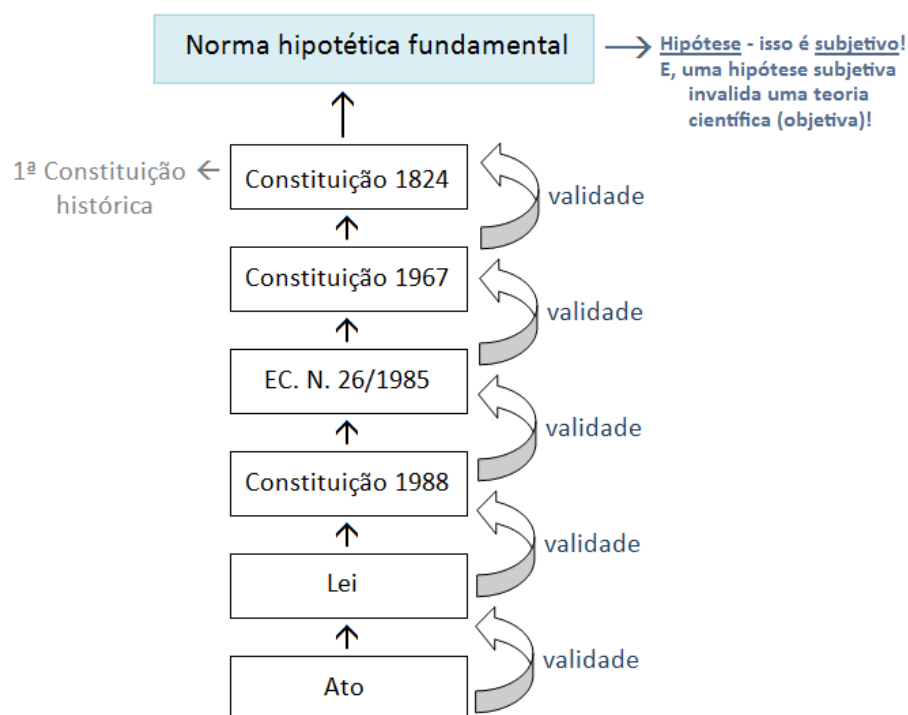 Norma hipotética fundamental
Hipótese - isso é subjetivo!
E, uma hipótese subjetiva
invalida uma teoria
científica (objetiva)!
1ª Constituição
histórica
Constituição 1824
validade
Constituição 1967
validade
EC. N. 26/1985
validade
Constituição 1988
validade
Lei
validade
Ato